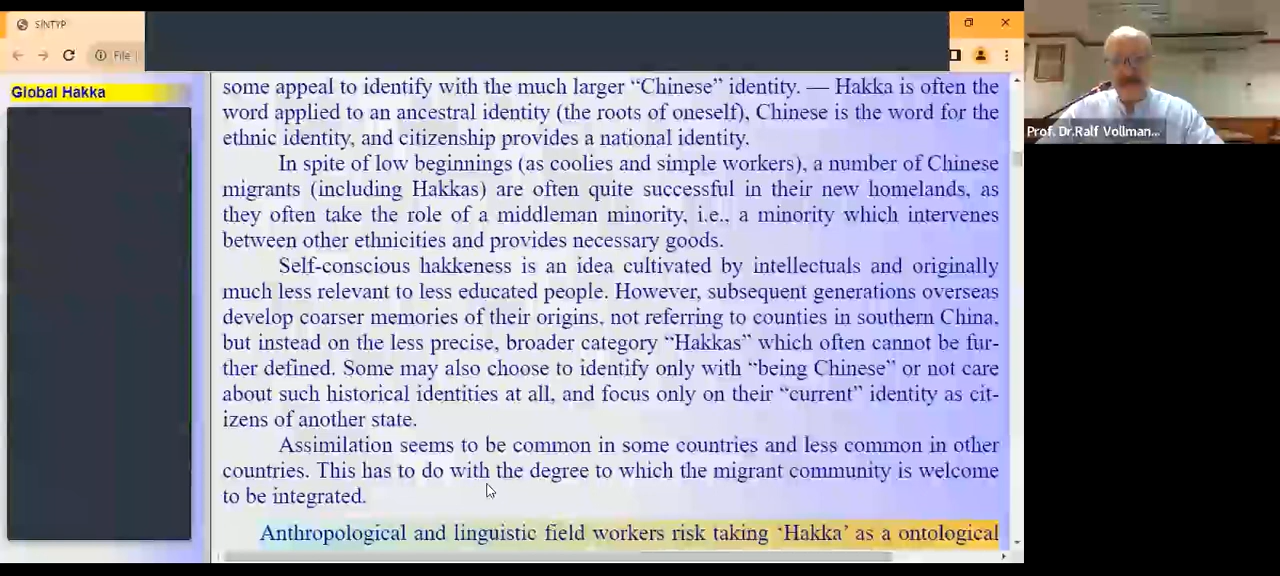 SINTYP
File
Global Hakka
some appeal to identify with the much larger “Chinese” identity. — Hakka is often the
word applied to an ancestral identity (the roots of oneself), Chinese is the word for the
ethnic identity, and citizenship provides a national identity.
In spite of low beginnings (as coolies and simple workers), a number of Chinese
migrants (including Hakkas) are often quite successful in their new homelands, as
they often take the role of a middleman minority, i.e., a minority which intervenes
between other ethnicities and provides necessary goods.
Self-conscious hakkeness is an idea cultivated by intellectuals and originally
much less relevant to less educated people. However, subsequent generations overseas
develop coarser memories of their origins, not referring to counties in southern China,
but instead on the less precise, broader category “Hakkas” which often cannot be fur-
ther defined. Some may also choose to identify only with “being Chinese” or not care
about such historical identities at all, and focus only on their “current” identity as cit-
izens of another state.
Assimilation seems to be common in some countries and less common in other
countries. This has to do with the degree to which the migrant community is welcome
to be integrated.
Anthropological and linguistic field workers risk taking ‘Hakka’ as a ontological
Prof. Dr.Ralf Vollman...